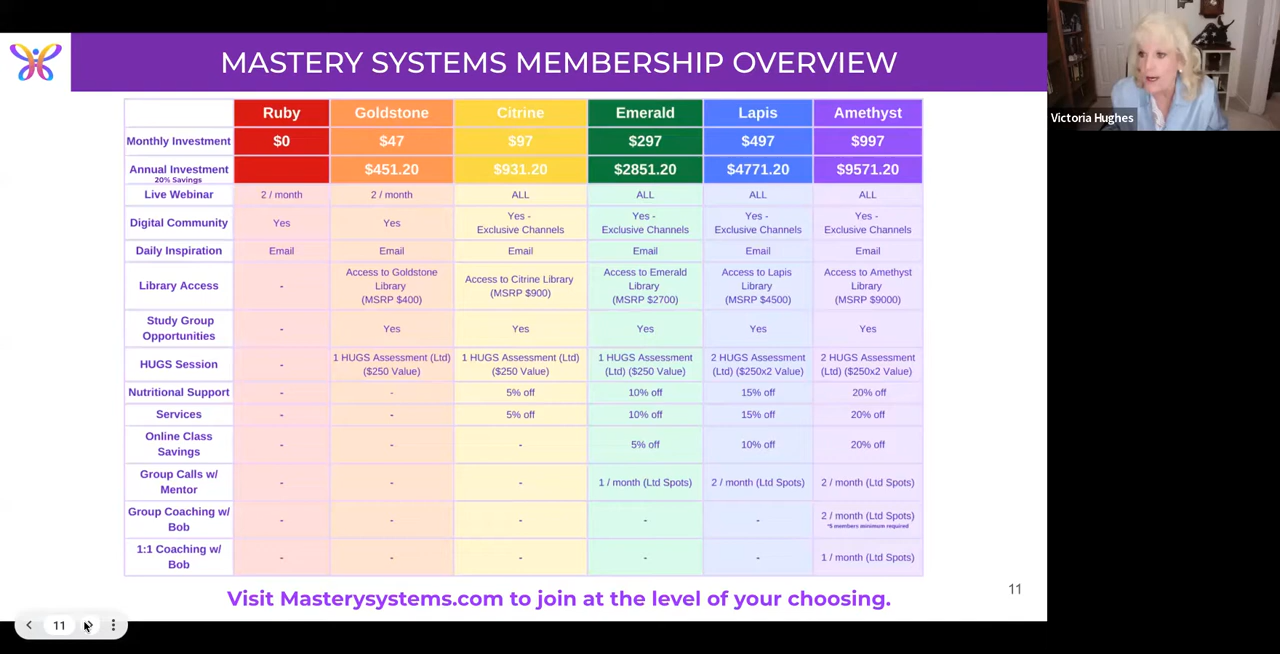 MASTERY SYSTEMS MEMBERSHIP OVERVIEW
Victoria Hughes
Ruby Goldstone Citrine Emerald Lapis Amethyst
Monthly Investment $0 $47 $97 $297 $497 $997
Annual Investment $451.20 $931.20 $2851.20 $4771.20 $9571.20
20% Savings
Live Webinar 2 / month 2 / month ALL ALL ALL ALL
Digital Community Yes Yes Yes - Exclusive Channels Yes - Exclusive Channels Yes - Exclusive Channels Yes - Exclusive Channels
Daily Inspiration Email Email Email Email Email Email
Library Access - Access to Goldstone Library (MSRP $400) Access to Citrine Library (MSRP $900) Access to Emerald Library (MSRP $2700) Access to Lapis Library (MSRP $4500) Access to Amethyst Library (MSRP $9000)
Study Group Opportunities - Yes Yes Yes Yes Yes
HUGS Session - 1 HUGS Assessment (Ltd) ($250 Value) 1 HUGS Assessment (Ltd) ($250 Value) 1 HUGS Assessment (Ltd) ($250 Value) 2 HUGS Assessment (Ltd) ($250x2 Value) 2 HUGS Assessment (Ltd) ($250x2 Value)
Nutritional Support - - 5% off 10% off 15% off 20% off
Services - - 5% off 10% off 15% off 20% off
Online Class Savings - - - 5% off 10% off 20% off
Group Calls w/ Mentor - - - 1 / month (Ltd Spots) 2 / month (Ltd Spots) 2 / month (Ltd Spots)
Group Coaching w/ Bob - - - - - 2 / month (Ltd Spots) *5 members minimum required
1:1 Coaching w/ Bob - - - - - 1 / month (Ltd Spots)
Visit Masterysystems.com to join at the level of your choosing.
11
11